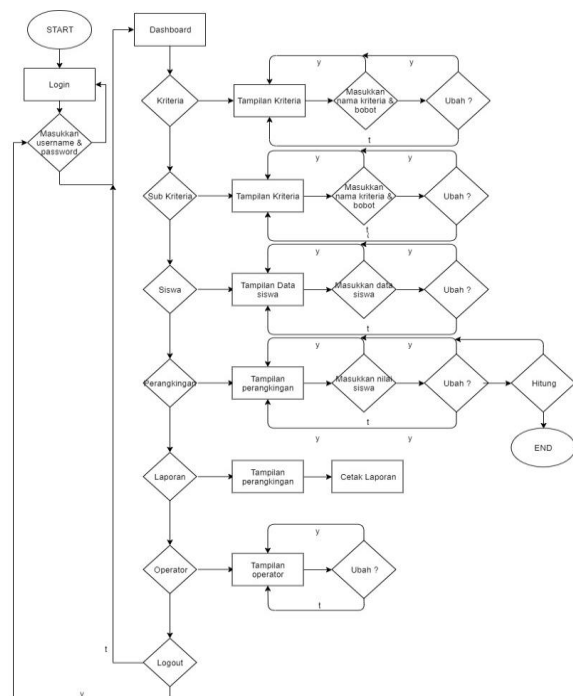 START
Dashboard
Login
Masukkan
username &
password
Kriteria
Tampilan Kriteria
Masukkan
nama kriteria &
bobot
Ubah ?
y
y
t
Sub Kriteria
Tampilan Kriteria
Masukkan
nama kriteria &
bobot
Ubah ?
y
y
t
t
Siswa
Tampilan Data
siswa
Masukkan data
siswa
Ubah ?
y
y
t
Perangkingan
Tampilan
perangkingan
Masukkan nilai
siswa
Ubah ?
Hitung
y
y
t
y
y
END
Laporan
Tampilan
perangkingan
Cetak Laporan
Operator
Tampilan
operator
Ubah ?
y
t
Logout
t
y